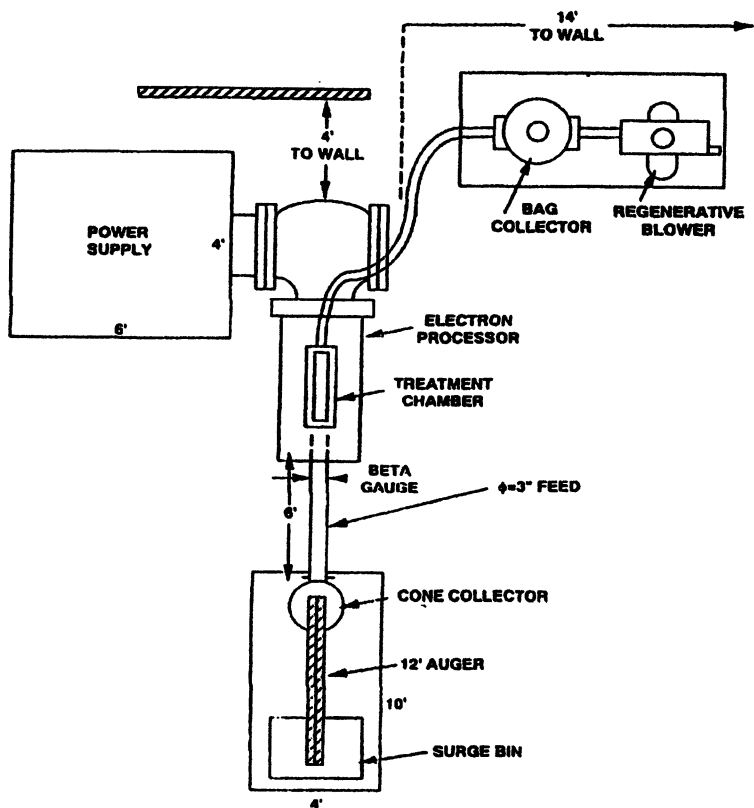 14'
TO WALL
4'
TO WALL
POWER
SUPPLY
4'
6'
BAG
COLLECTOR
REGENERATIVE
BLOWER
ELECTRON
PROCESSOR
TREATMENT
CHAMBER
BETA
GAUGE
6'
ϕ=3" FEED
CONE COLLECTOR
12' AUGER
10'
SURGE BIN
4'